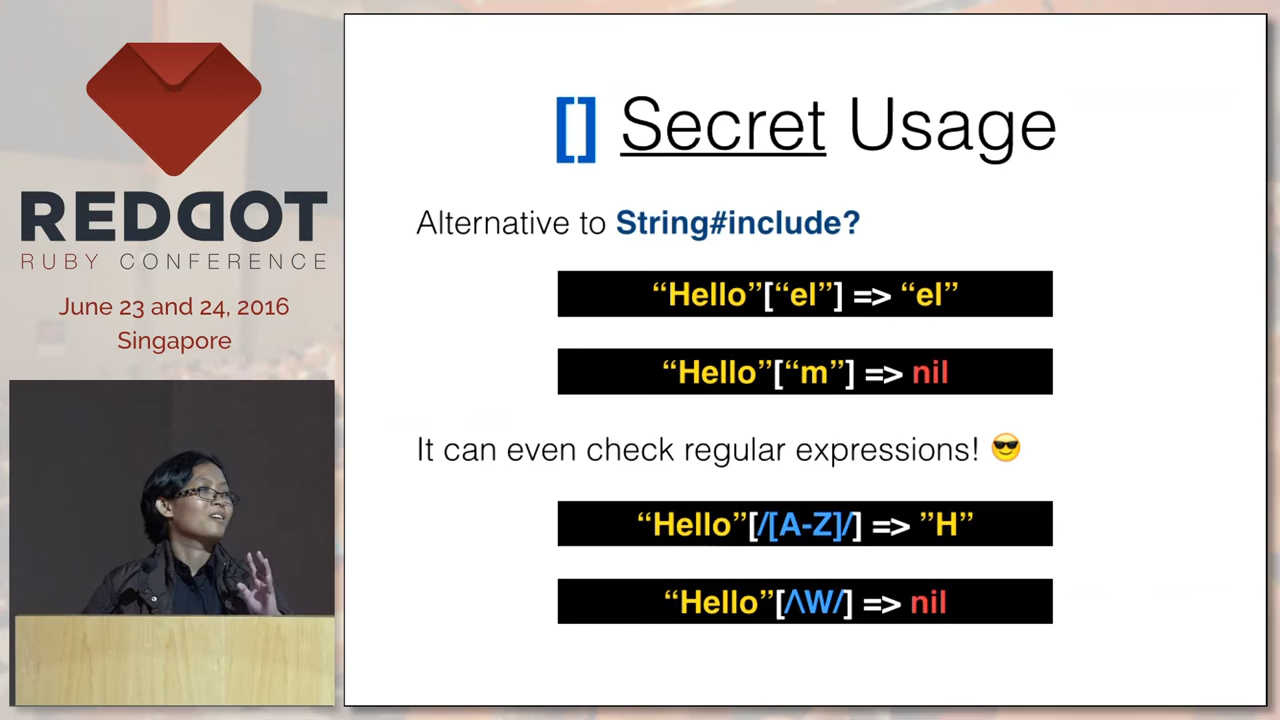 REDDOT
RUBY CONFERENCE
June 23 and 24, 2016
Singapore
[] Secret Usage
Alternative to String#include?
“Hello”[“el”] => “el”
“Hello”[“m”] => nil
It can even check regular expressions! 😎
“Hello”[/[A-Z]/] => ”H”
“Hello”[/\W/] => nil